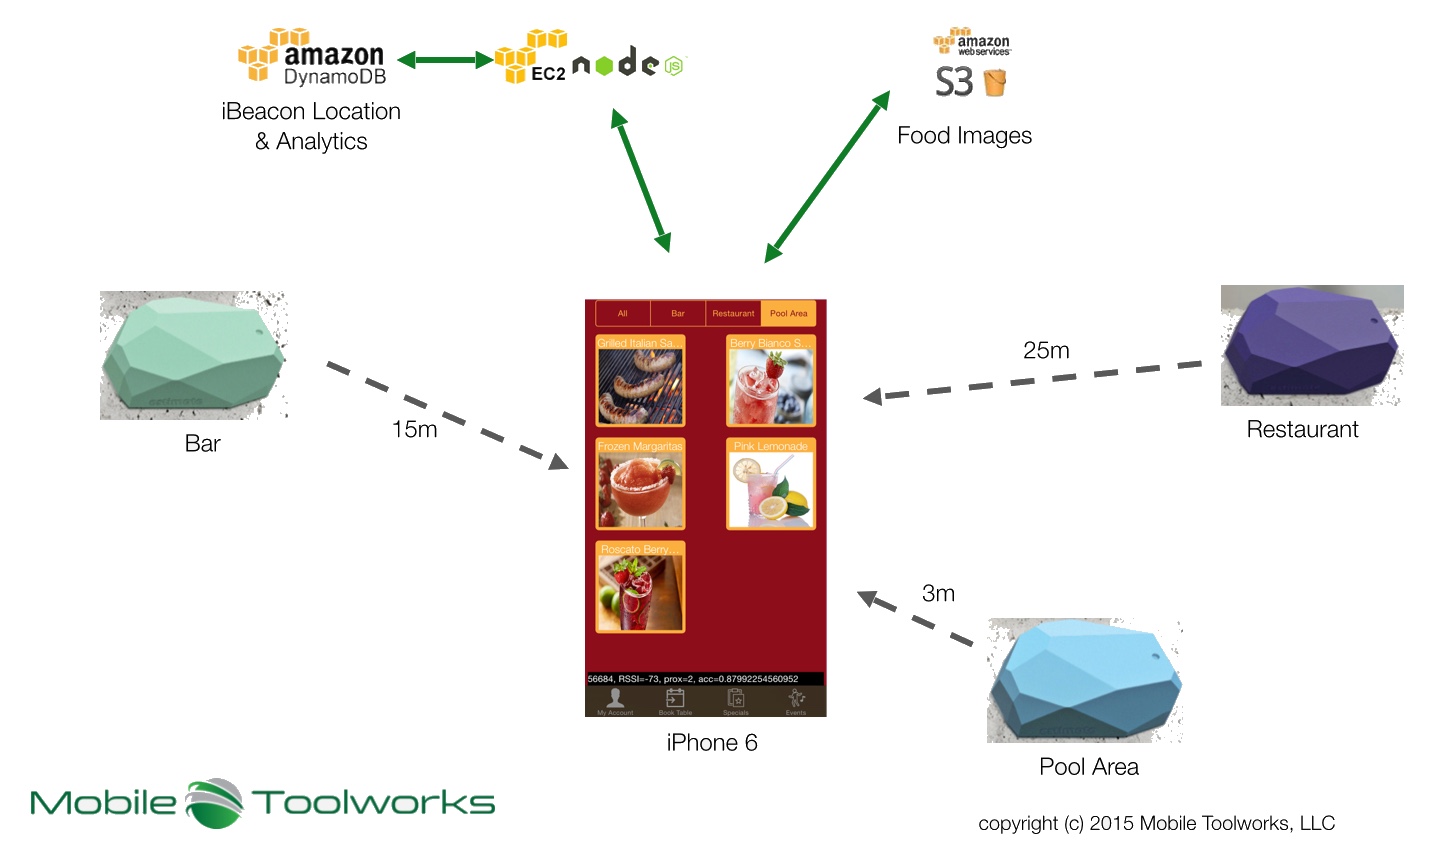 amazon
DynamoDB
EC2
node
JS
amazon
web services™
S3
iBeacon Location
& Analytics
Food Images
All
Bar
Restaurant
Pool Area
Grilled Italian Sa...
Berry Bianco S...
Frozen Margaritas
Pink Lemonade
Roscato Berry...
56684, RSSI=-73, prox=2, acc=0.87992254560952
My Account
Book Table
Specials
Events
iPhone 6
estimote
Bar
15m
25m
Restaurant
3m
Pool Area
Mobile Toolworks
copyright (c) 2015 Mobile Toolworks, LLC